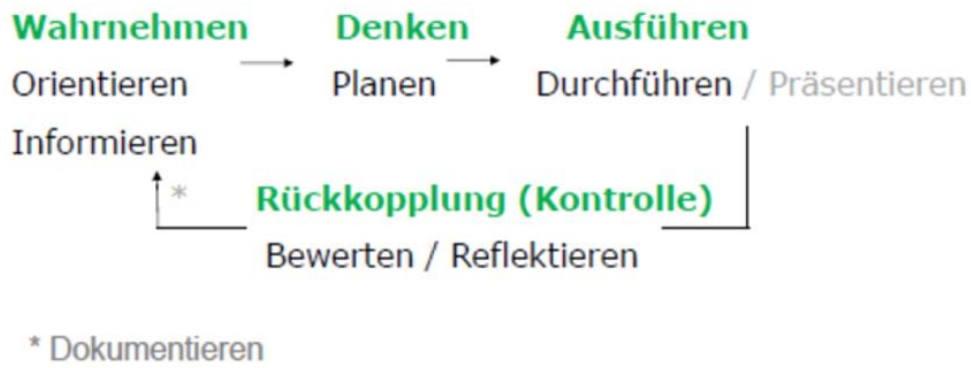 Wahrnehmen Denken Ausführen
Orientieren Planen Durchführen / Präsentieren
Informieren
*
Rückkopplung (Kontrolle)
Bewerten / Reflektieren
* Dokumentieren